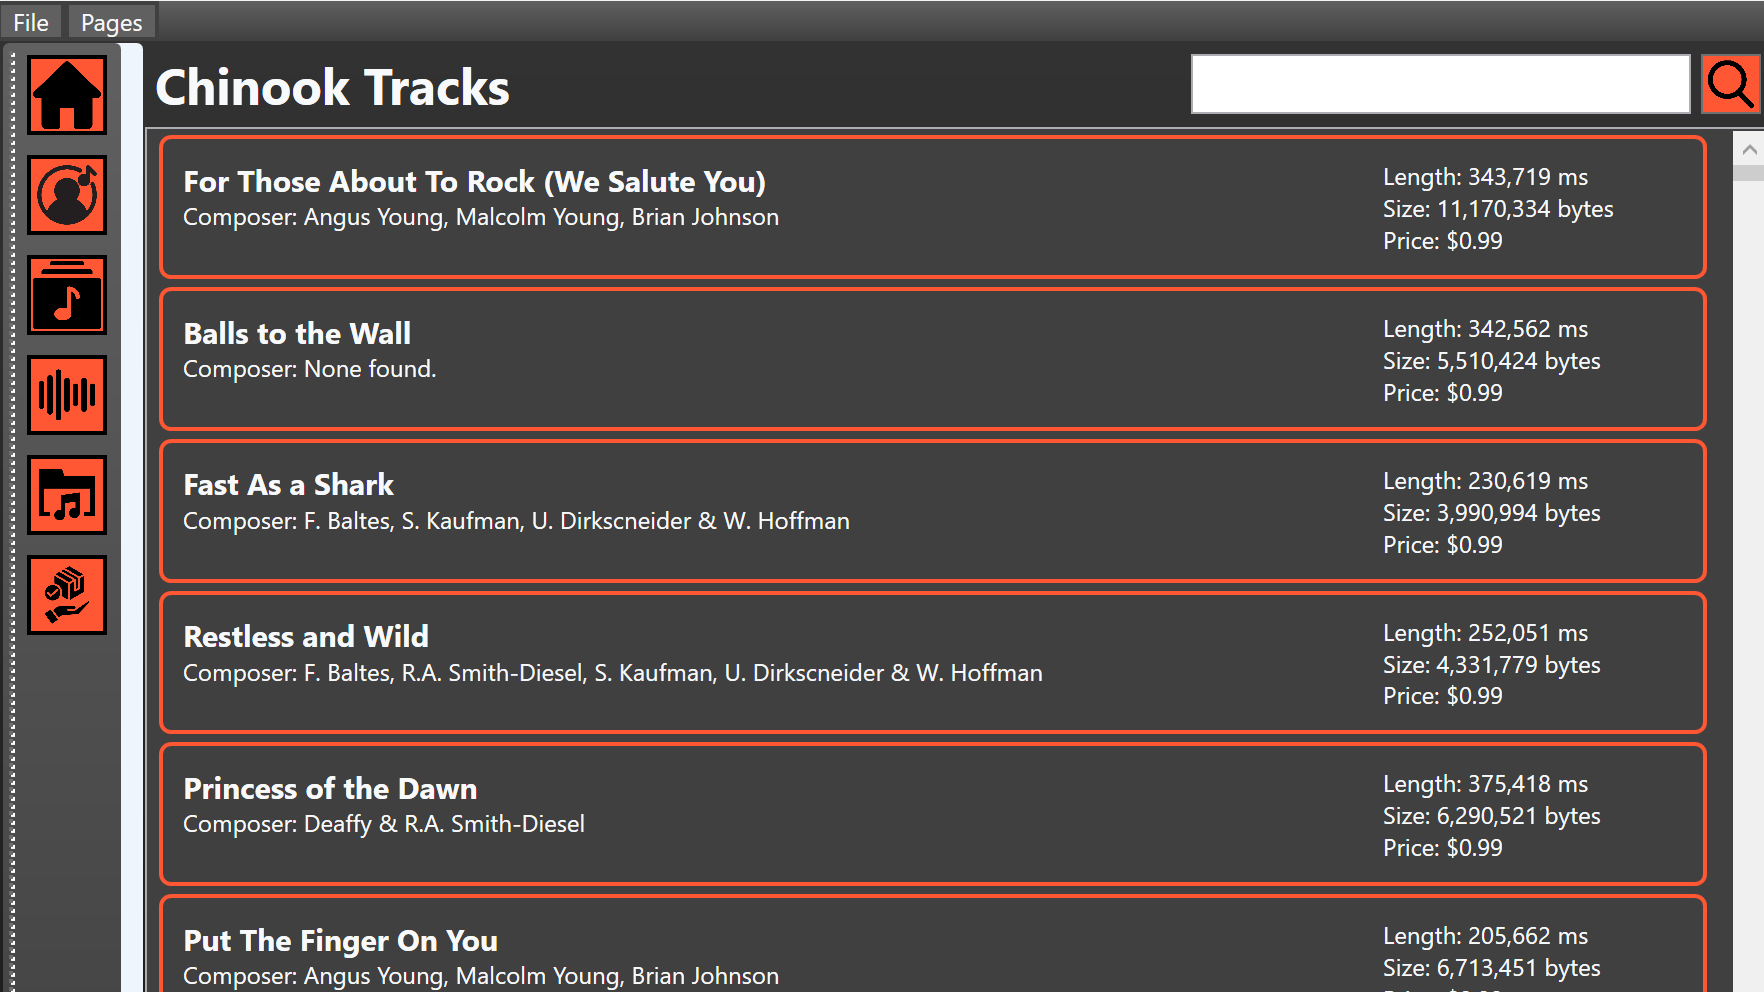 File Pages
Chinook Tracks
For Those About To Rock (We Salute You)
Composer: Angus Young, Malcolm Young, Brian Johnson
Length: 343,719 ms
Size: 11,170,334 bytes
Price: $0.99
Balls to the Wall
Composer: None found.
Length: 342,562 ms
Size: 5,510,424 bytes
Price: $0.99
Fast As a Shark
Composer: F. Baltes, S. Kaufman, U. Dirkscneider & W. Hoffman
Length: 230,619 ms
Size: 3,990,994 bytes
Price: $0.99
Restless and Wild
Composer: F. Baltes, R.A. Smith-Diesel, S. Kaufman, U. Dirkscneider & W. Hoffman
Length: 252,051 ms
Size: 4,331,779 bytes
Price: $0.99
Princess of the Dawn
Composer: Deaffy & R.A. Smith-Diesel
Length: 375,418 ms
Size: 6,290,521 bytes
Price: $0.99
Put The Finger On You
Composer: Angus Young, Malcolm Young, Brian Johnson
Length: 205,662 ms
Size: 6,713,451 bytes